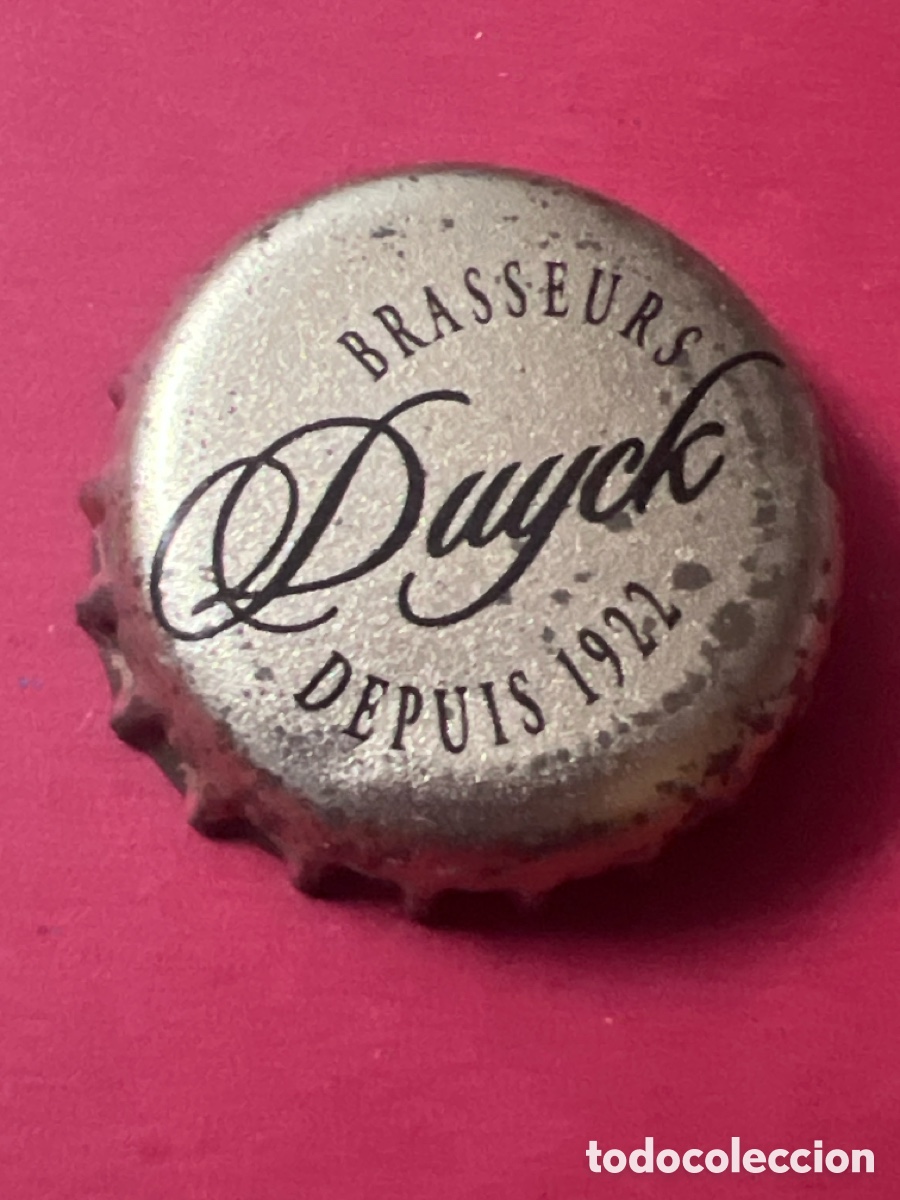 BRASSEURS
Duyck
DEPUIS 1922
todocoleccion